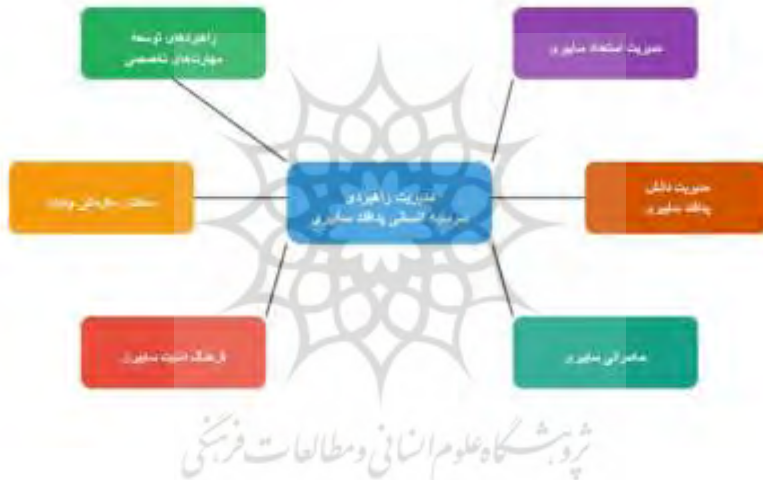 راهبردهای توسعه
مهارت‌های تخصصی
مدیریت استعداد سایبری
مدیریت راهبردی
سرمایه انسانی پدافند سایبری
مدیریت دانش
پدافند سایبری
فرهنگ امنیت سایبری
سایبری
پژوهشگاه علوم انسانی و مطالعات فرهنگی